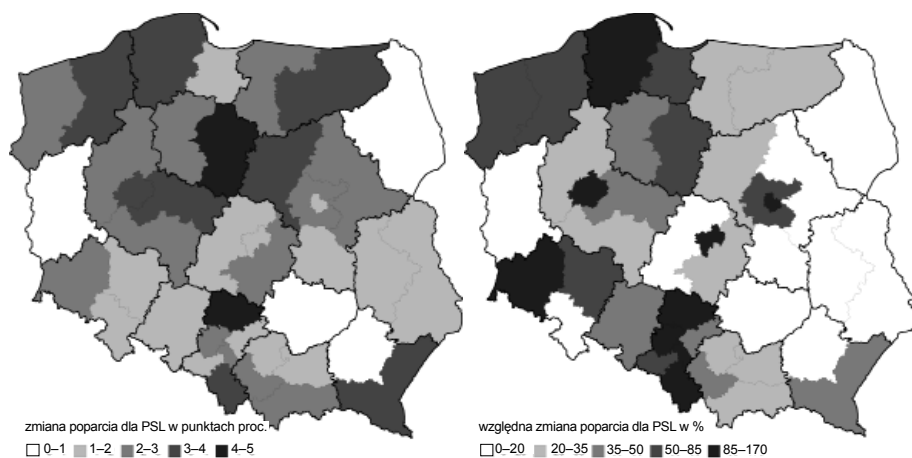 zmiana poparcia dla PSL w punktach proc.
0–1 1–2 2–3 3–4 4–5
względna zmiana poparcia dla PSL w %
0–20 20–35 35–50 50–85 85–170